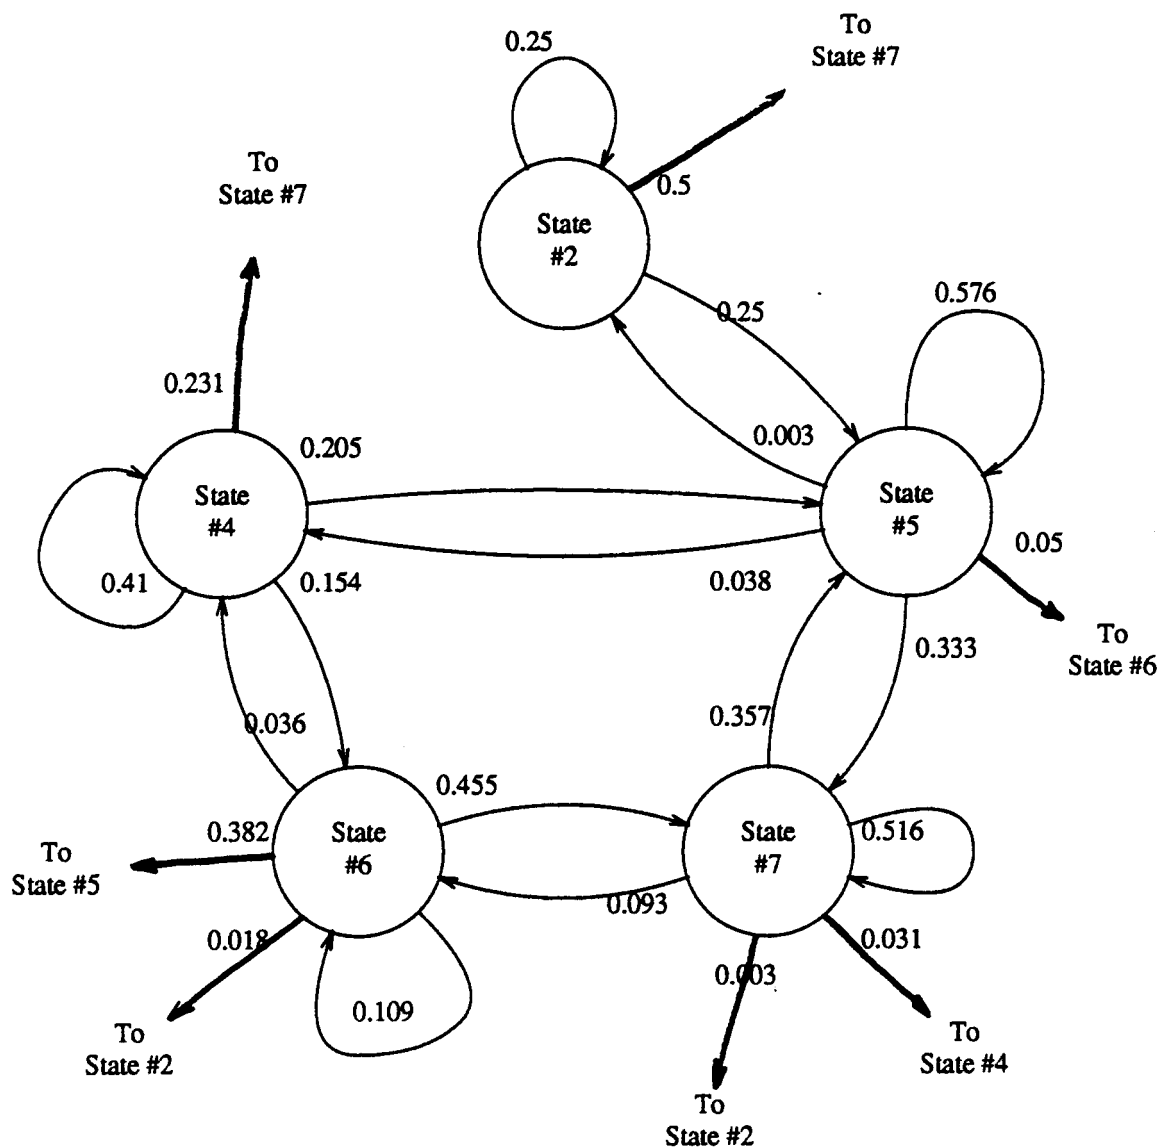 To
State #7
0.25
To
State #7
0.5
State
#2
0.25
0.576
0.231
0.003
0.205
State
#4
State
#5
0.05
0.41
0.154
0.038
To
State #6
0.333
0.036
0.357
0.455
0.382
State
#6
State
#7
0.516
To
State #5
0.093
0.018
0.031
0.003
0.109
To
State #2
To
State #4
To
State #2